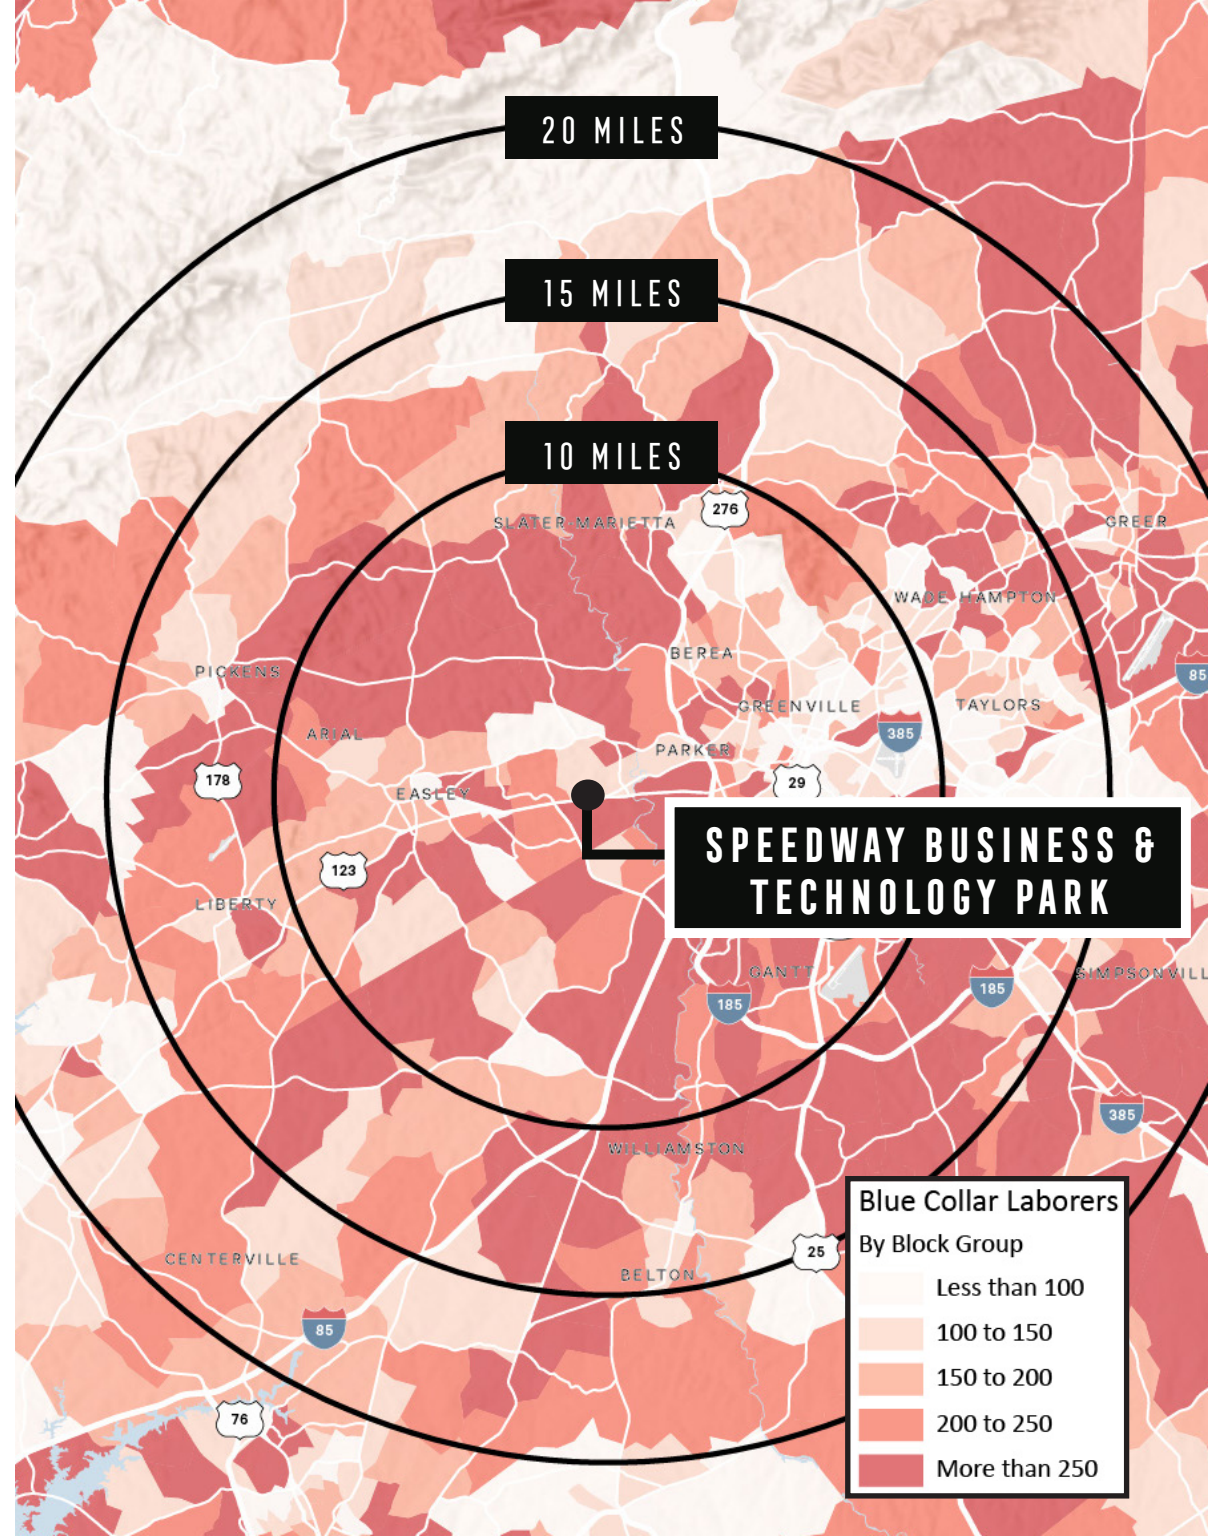 20 MILES
15 MILES
10 MILES
276
SLATER-MARIETTA
GREER
WADE HAMPTON
BEREA
PICKENS
85
GREENVILLE
TAYLORS
ARIAL
385
PARKER
178
29
EASLEY
SPEEDWAY BUSINESS &
TECHNOLOGY PARK
123
LIBERTY
GANTT
SIMPSONVILL
185
185
385
WILLIAMSTON
Blue Collar Laborers
By Block Group
Less than 100
100 to 150
150 to 200
200 to 250
More than 250
25
CENTERVILLE
BELTON
85
76